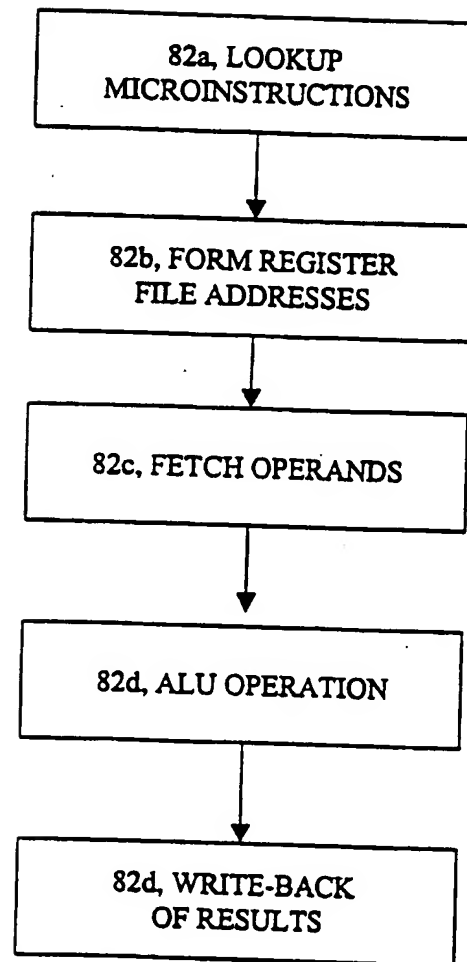 82a, LOOKUP
MICROINSTRUCTIONS
82b, FORM REGISTER
FILE ADDRESSES
82c, FETCH OPERANDS
82d, ALU OPERATION
82d, WRITE-BACK
OF RESULTS